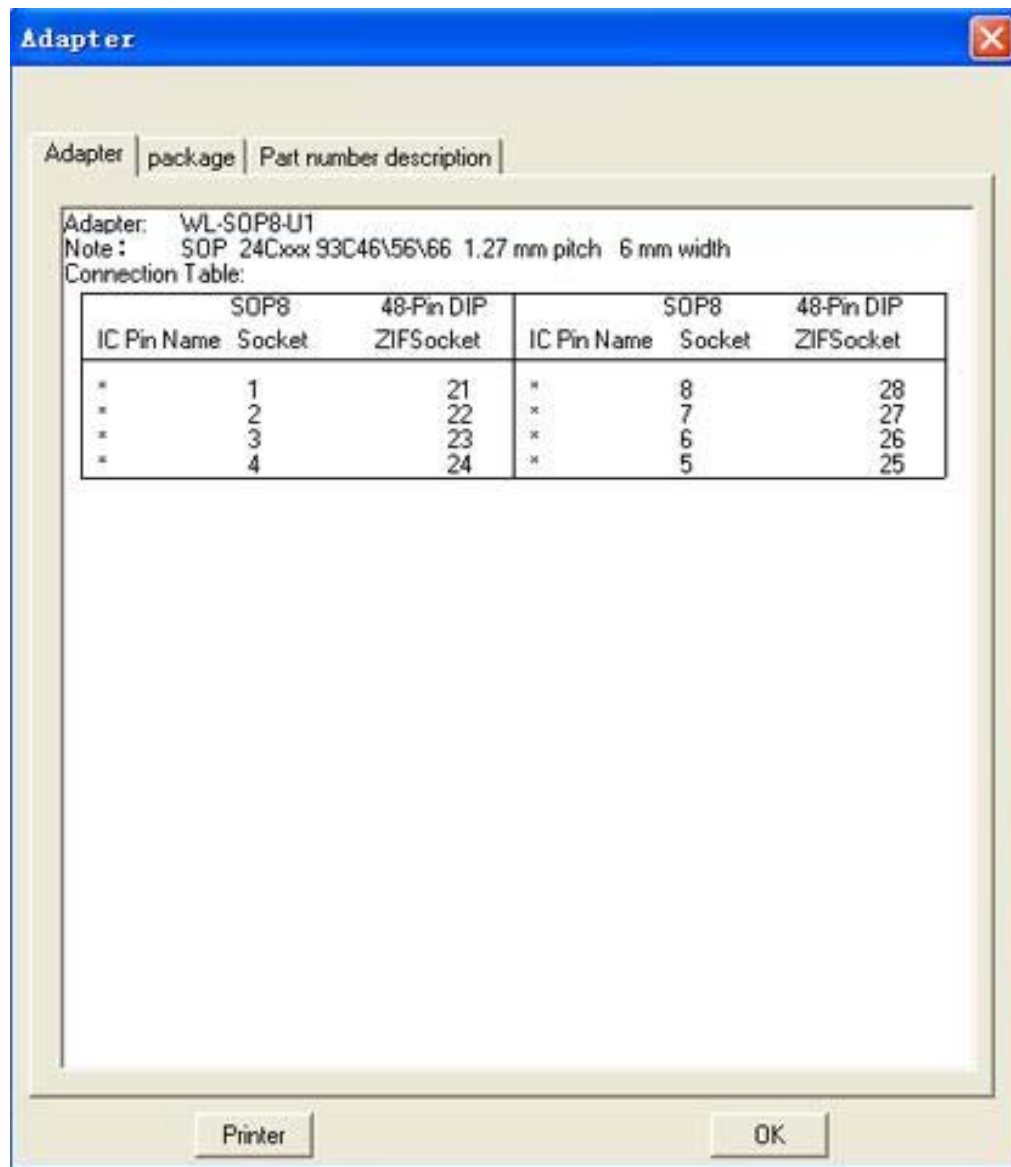 Adapter
Adapter package Part number description
Adapter: WL-SOP8-U1
Note: SOP 24Cxxx 93C46\56\66 1.27 mm pitch 6 mm width
Connection Table:
SOP8 48-Pin DIP SOP8 48-Pin DIP
IC Pin Name Socket ZIFSocket IC Pin Name Socket ZIFSocket
* 1 21 * 8 28
* 2 22 * 7 27
* 3 23 * 6 26
* 4 24 * 5 25
Printer OK